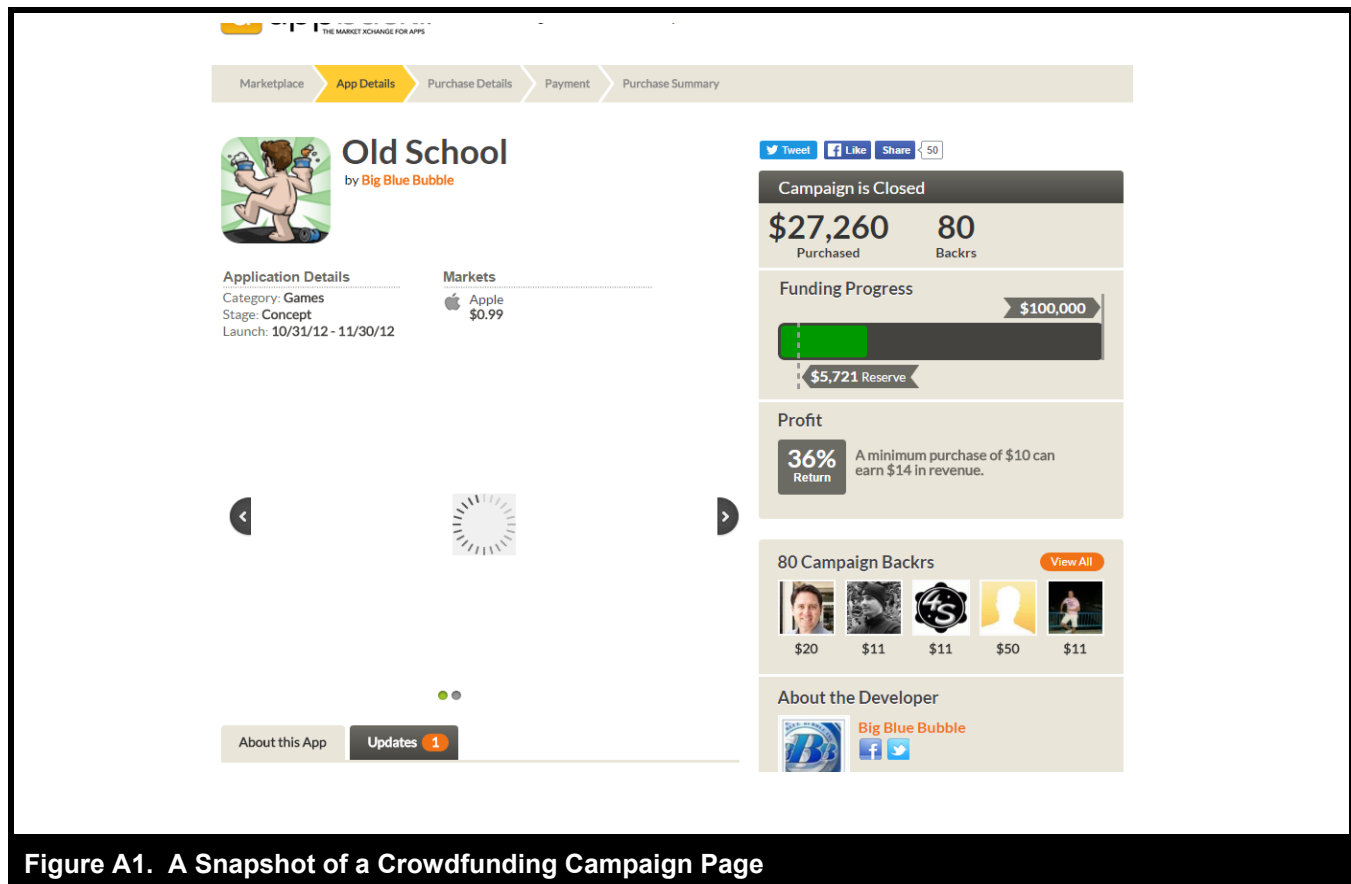 THE MARKET XCHANGE FOR APPS
Marketplace App Details Purchase Details Payment Purchase Summary
Old School
by Big Blue Bubble
Application Details
Category: Games
Stage: Concept
Launch: 10/31/12 - 11/30/12
Markets
Apple
$0.99
Tweet Like Share 50
Campaign is Closed
$27,260 80
Purchased Backrs
Funding Progress
$100,000
$5,721 Reserve
Profit
36%
Return
A minimum purchase of $10 can
earn $14 in revenue.
80 Campaign Backrs View All
4S
$20 $11 $11 $50 $11
About the Developer
Big Blue Bubble
About this App Updates 1
Figure A1. A Snapshot of a Crowdfunding Campaign Page